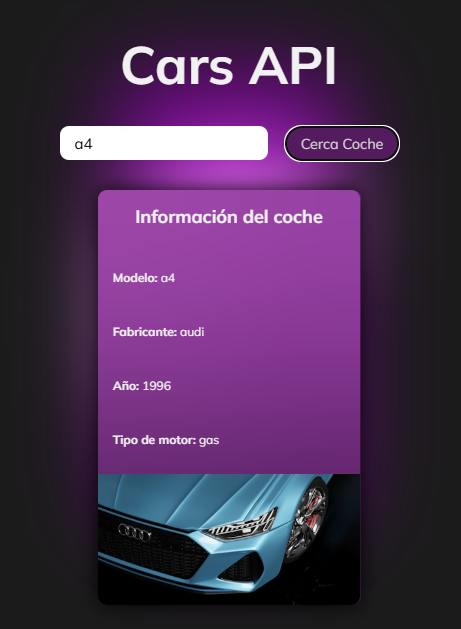 Cars API
a4
Cerca Coche
Información del coche
Modelo: a4
Fabricante: audi
Año: 1996
Tipo de motor: gas